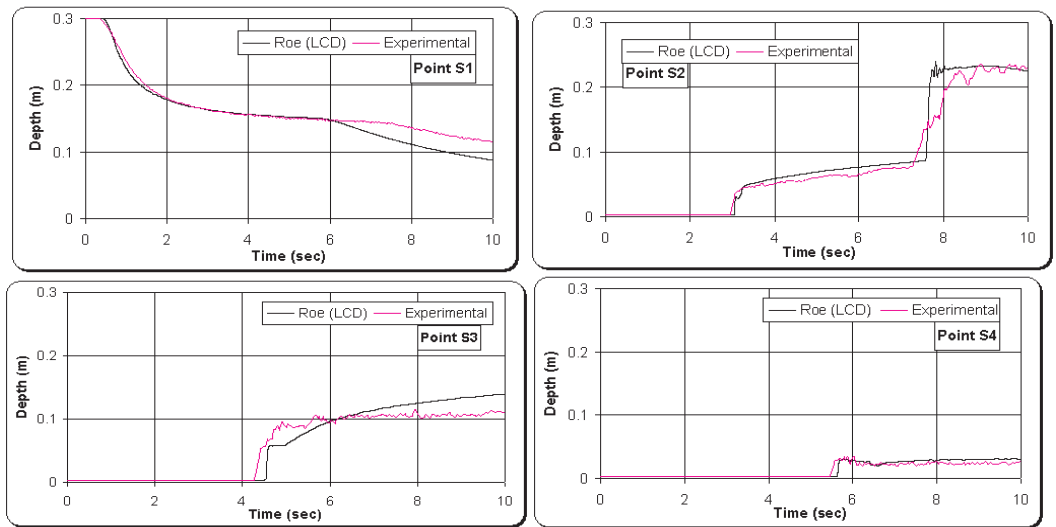 0.3
Roe (LCD) Experimental
Point S1
0.2
Depth (m)
0.1
0
0 2 4 6 8 10
Time (sec)
0.3
Roe (LCD) Experimental
Point S2
0.2
Depth (m)
0.1
0
0 2 4 6 8 10
Time (sec)
0.3
Roe (LCD) Experimental
Point S3
0.2
Depth (m)
0.1
0
0 2 4 6 8 10
Time (sec)
0.3
Roe (LCD) Experimental
Point S4
0.2
Depth (m)
0.1
0
0 2 4 6 8 10
Time (sec)